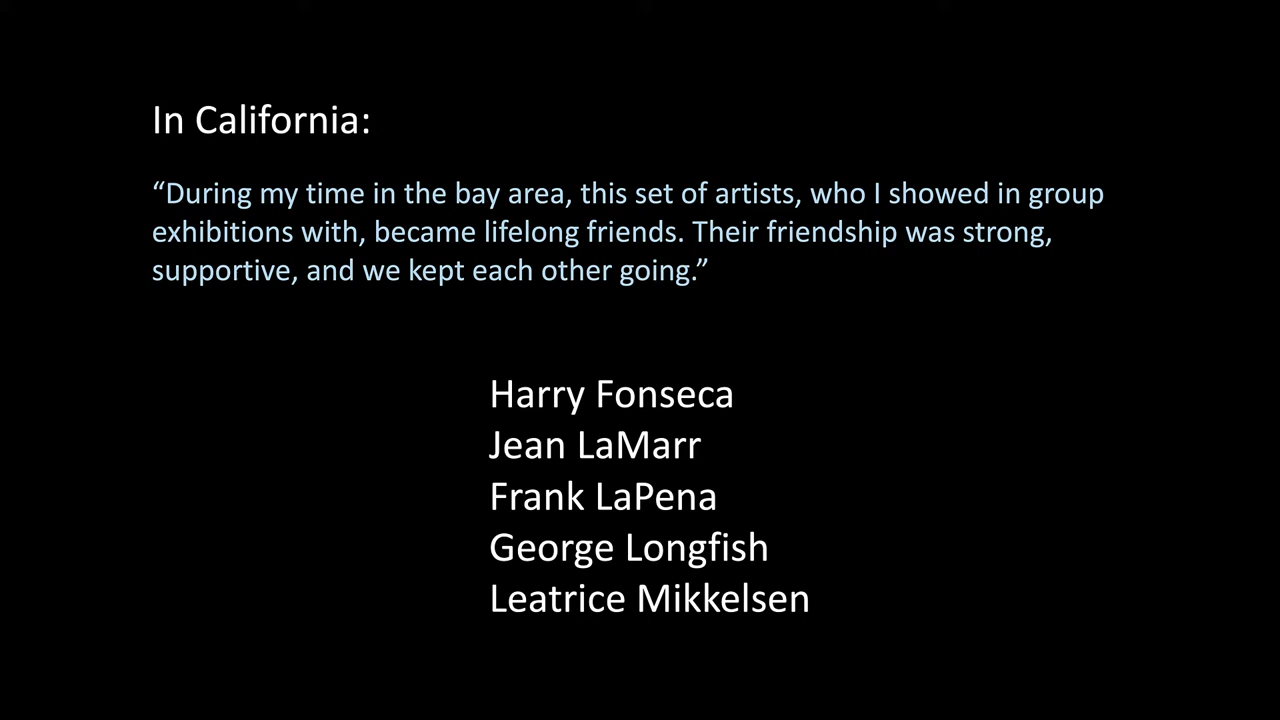 In California:
“During my time in the bay area, this set of artists, who I showed in group
exhibitions with, became lifelong friends. Their friendship was strong,
supportive, and we kept each other going.”
Harry Fonseca
Jean LaMarr
Frank LaPena
George Longfish
Leatrice Mikkelsen